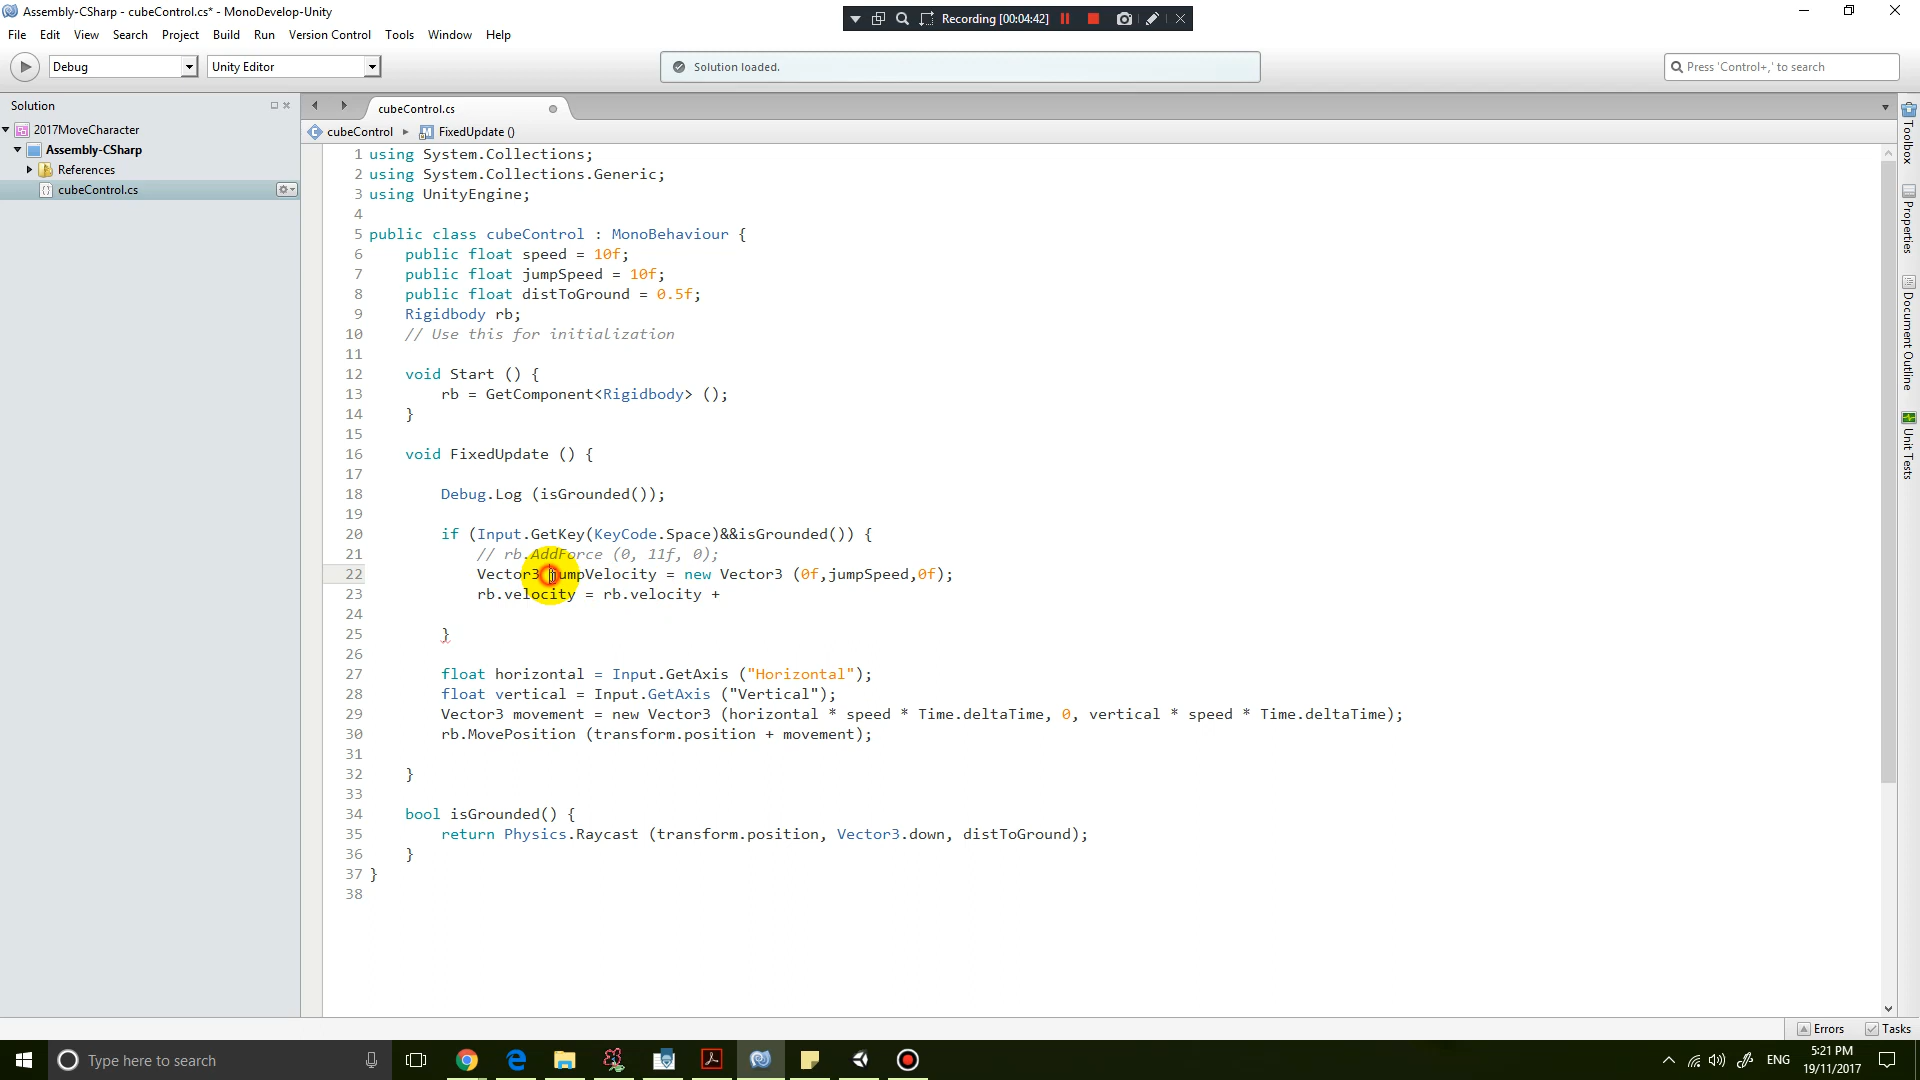 Assembly-CSharp - cubeControl.cs* - MonoDevelop-Unity
Recording [00:04:42]
File Edit View Search Project Build Run Version Control Tools Window Help
Debug
Unity Editor
Solution loaded.
Press 'Control+,' to search
Solution
2017MoveCharacter
Assembly-CSharp
References
cubeControl.cs
cubeControl.cs
cubeControl
FixedUpdate ()
1 using System.Collections;
2 using System.Collections.Generic;
3 using UnityEngine;
4
5 public class cubeControl : MonoBehaviour {
6 public float speed = 10f;
7 public float jumpSpeed = 10f;
8 public float distToGround = 0.5f;
9 Rigidbody rb;
10 // Use this for initialization
11
12 void Start () {
13 rb = GetComponent<Rigidbody> ();
14 }
15
16 void FixedUpdate () {
17
18 Debug.Log (isGrounded());
19
20 if (Input.GetKey(KeyCode.Space)&&isGrounded()) {
21 // rb.AddForce (0, 11f, 0);
22 Vector3 jumpVelocity = new Vector3 (0f,jumpSpeed,0f);
23 rb.velocity = rb.velocity +
24
25 }
26
27 float horizontal = Input.GetAxis ("Horizontal");
28 float vertical = Input.GetAxis ("Vertical");
29 Vector3 movement = new Vector3 (horizontal * speed * Time.deltaTime, 0, vertical * speed * Time.deltaTime);
30 rb.MovePosition (transform.position + movement);
31
32 }
33
34 bool isGrounded() {
35 return Physics.Raycast (transform.position, Vector3.down, distToGround);
36 }
37 }
38
Toolbox
Properties
Document Outline
Unit Tests
Errors
Tasks
Type here to search
ENG
5:21 PM
19/11/2017